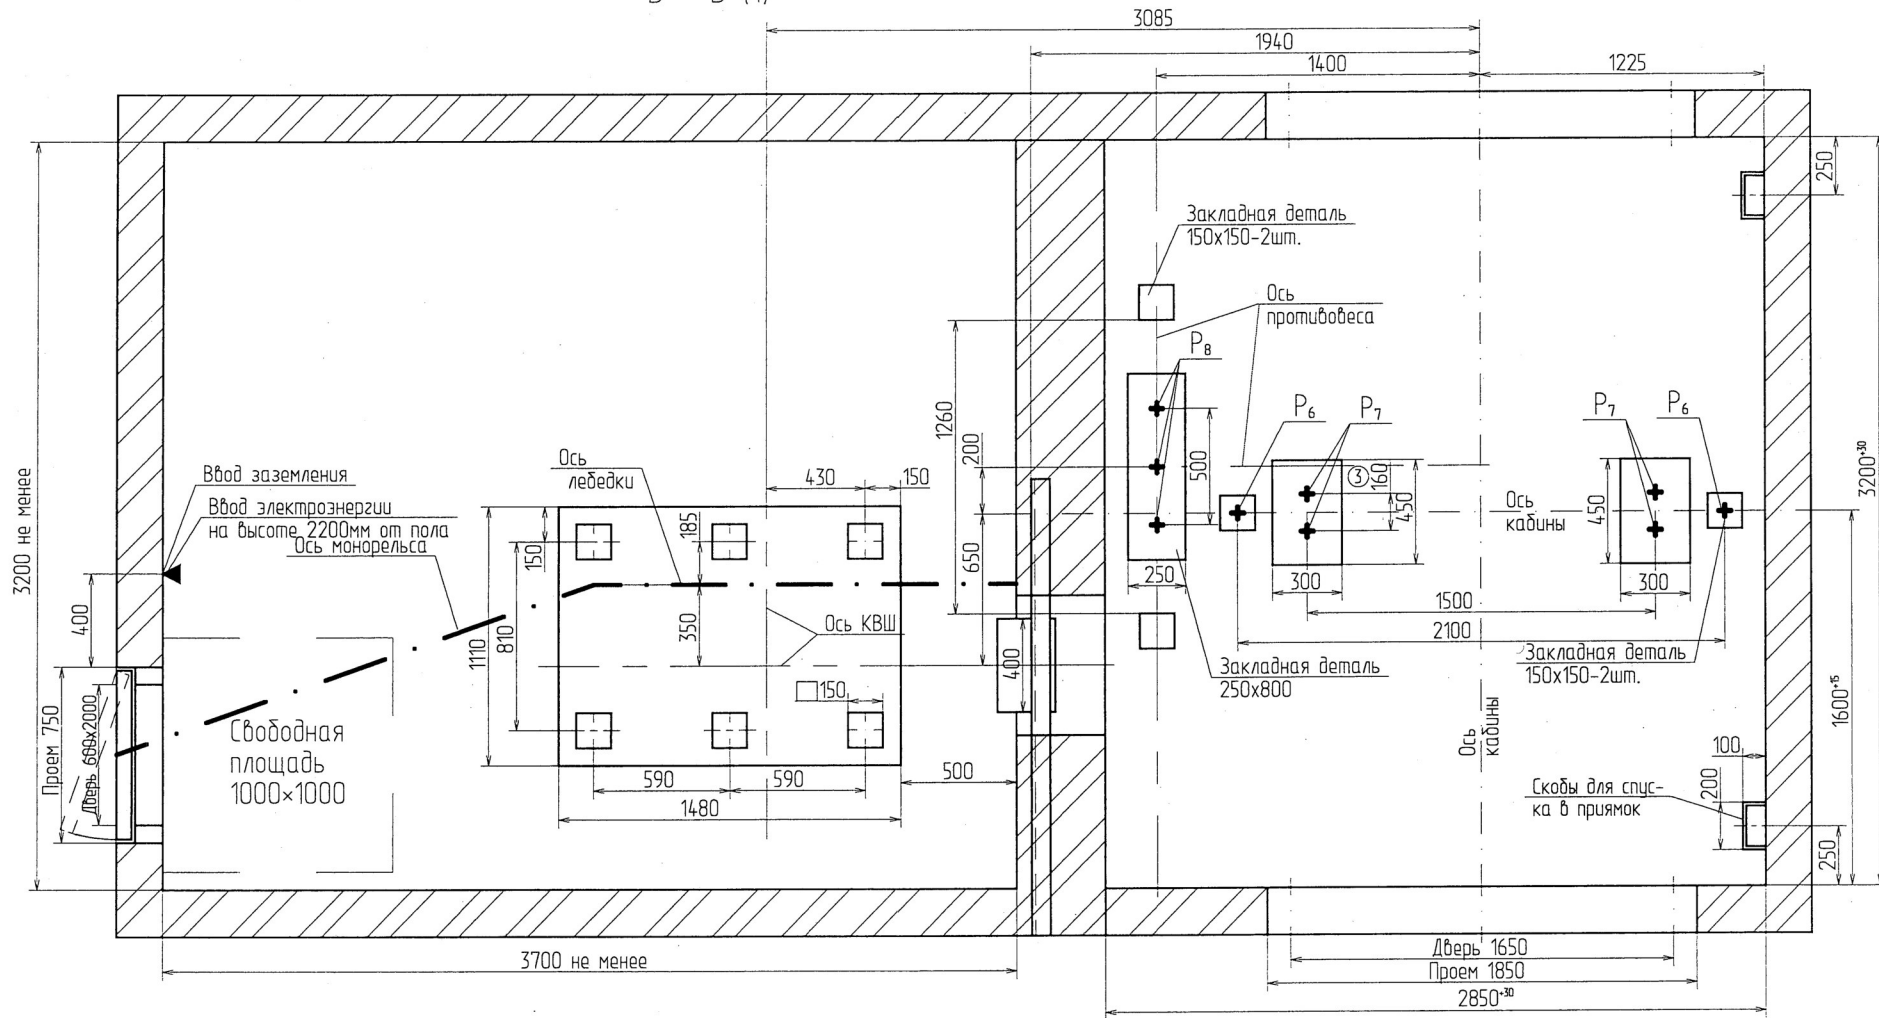 3085
1940
1400
1225
250
Закладная деталь
150х150-2шт.
Ось
противовеса
P8
P6
P7
P7
P6
1260
200
500
3
160
450
450
Ось
кабины
3200+30
3200 не менее
Ввод заземления
Ввод электроэнергии
на высоте 2200мм от пола
Ось монорельса
Ось
лебедки
430
150
185
150
650
250
300
300
1500
2100
400
1110
810
350
Ось КВШ
400
Закладная деталь
250х800
Закладная деталь
150х150-2шт.
1600+15
□150
Проем 750
Дверь 600х2000
Свободная
площадь
1000×1000
590
590
500
1480
Ось
кабины
100
200
Скобы для спус-
ка в приямок
250
3700 не менее
Дверь 1650
Проем 1850
2850+30